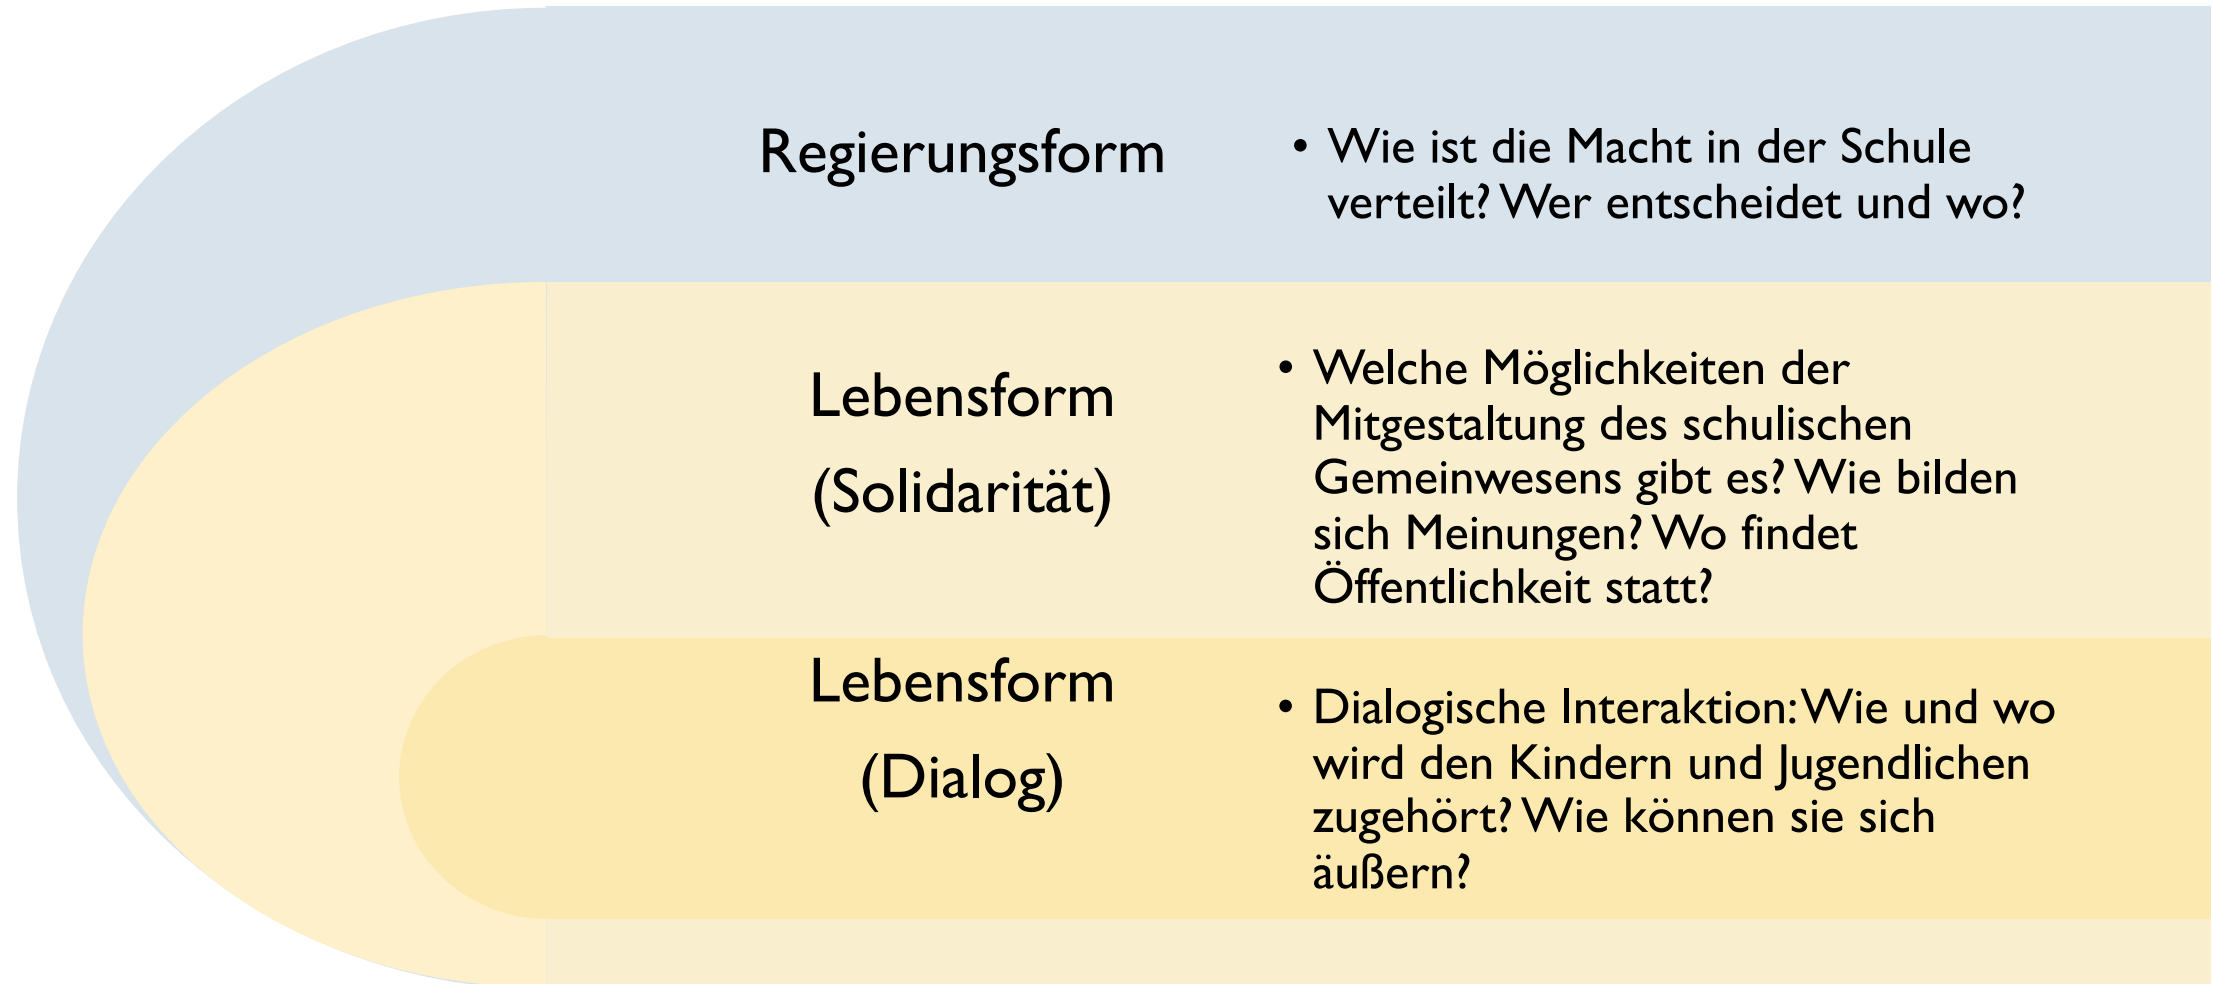 Regierungsform
• Wie ist die Macht in der Schule
verteilt? Wer entscheidet und wo?
Lebensform
(Solidarität)
• Welche Möglichkeiten der
Mitgestaltung des schulischen
Gemeinwesens gibt es? Wie bilden
sich Meinungen? Wo findet
Öffentlichkeit statt?
Lebensform
(Dialog)
• Dialogische Interaktion: Wie und wo
wird den Kindern und Jugendlichen
zugehört? Wie können sie sich
äußern?